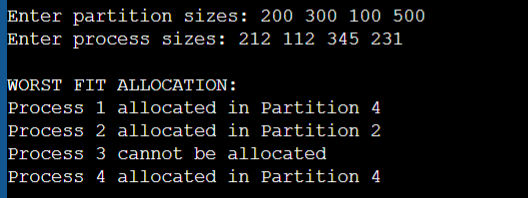 Enter partition sizes: 200 300 100 500
Enter process sizes: 212 112 345 231
WORST FIT ALLOCATION:
Process 1 allocated in Partition 4
Process 2 allocated in Partition 2
Process 3 cannot be allocated
Process 4 allocated in Partition 4